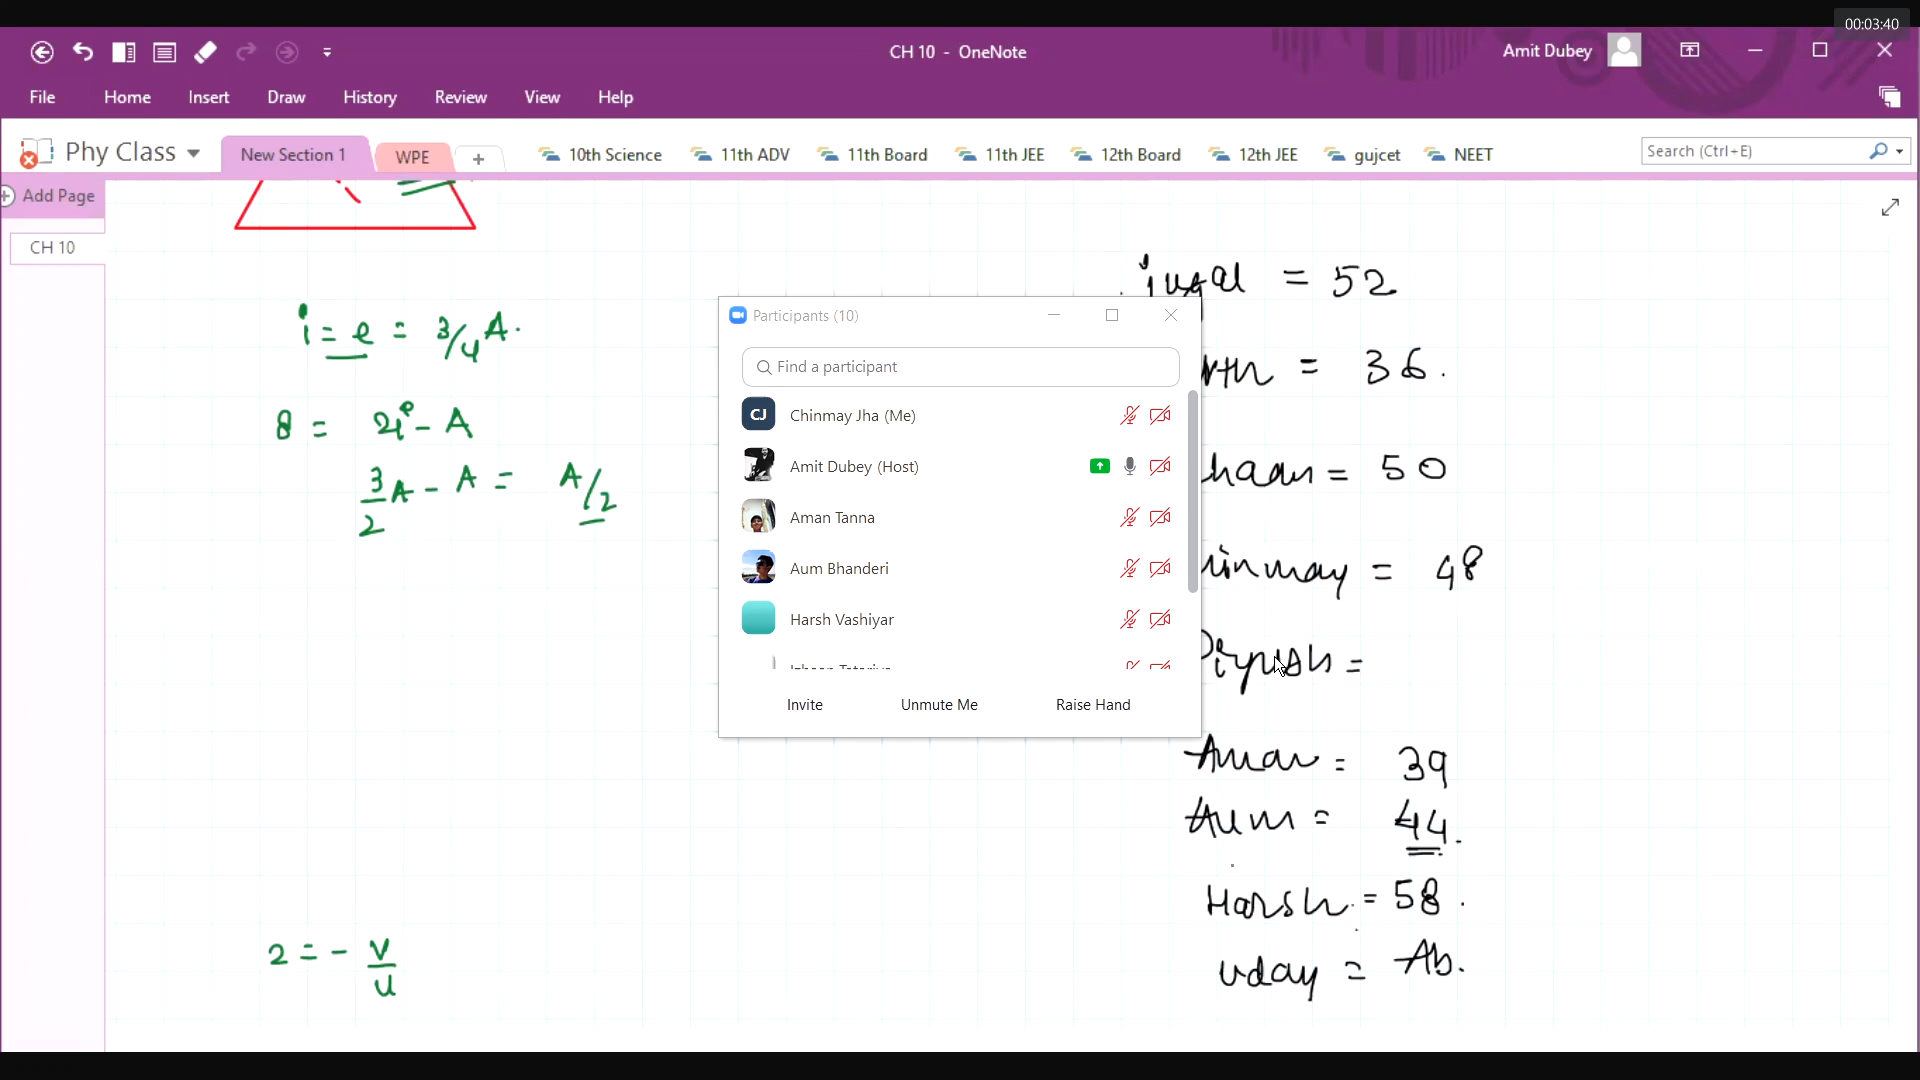 00:03:40
CH 10 - OneNote
Amit Dubey
File Home Insert Draw History Review View Help
Phy Class
New Section 1
WPE
10th Science
11th ADV
11th Board
11th JEE
12th Board
12th JEE
gujcet
NEET
Search (Ctrl+E)
Add Page
CH 10
i = e = 3/4 A.
8 = 2i - A
3/2 A - A = A/2
2 = - v/u
Participants (10)
Find a participant
CJ Chinmay Jha (Me)
Amit Dubey (Host)
Aman Tanna
Aum Bhanderi
Harsh Vashiyar
Invite Unmute Me Raise Hand
= 52
= 36.
haan = 50
inmay = 48
Piyush =
Aman = 39
Aum = 44.
Harsh = 58.
Uday = Ab.